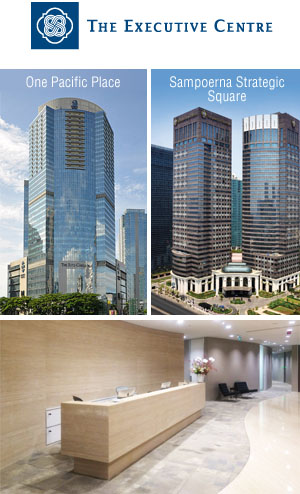 THE EXECUTIVE CENTRE
One Pacific Place
Sampoerna Strategic
Square